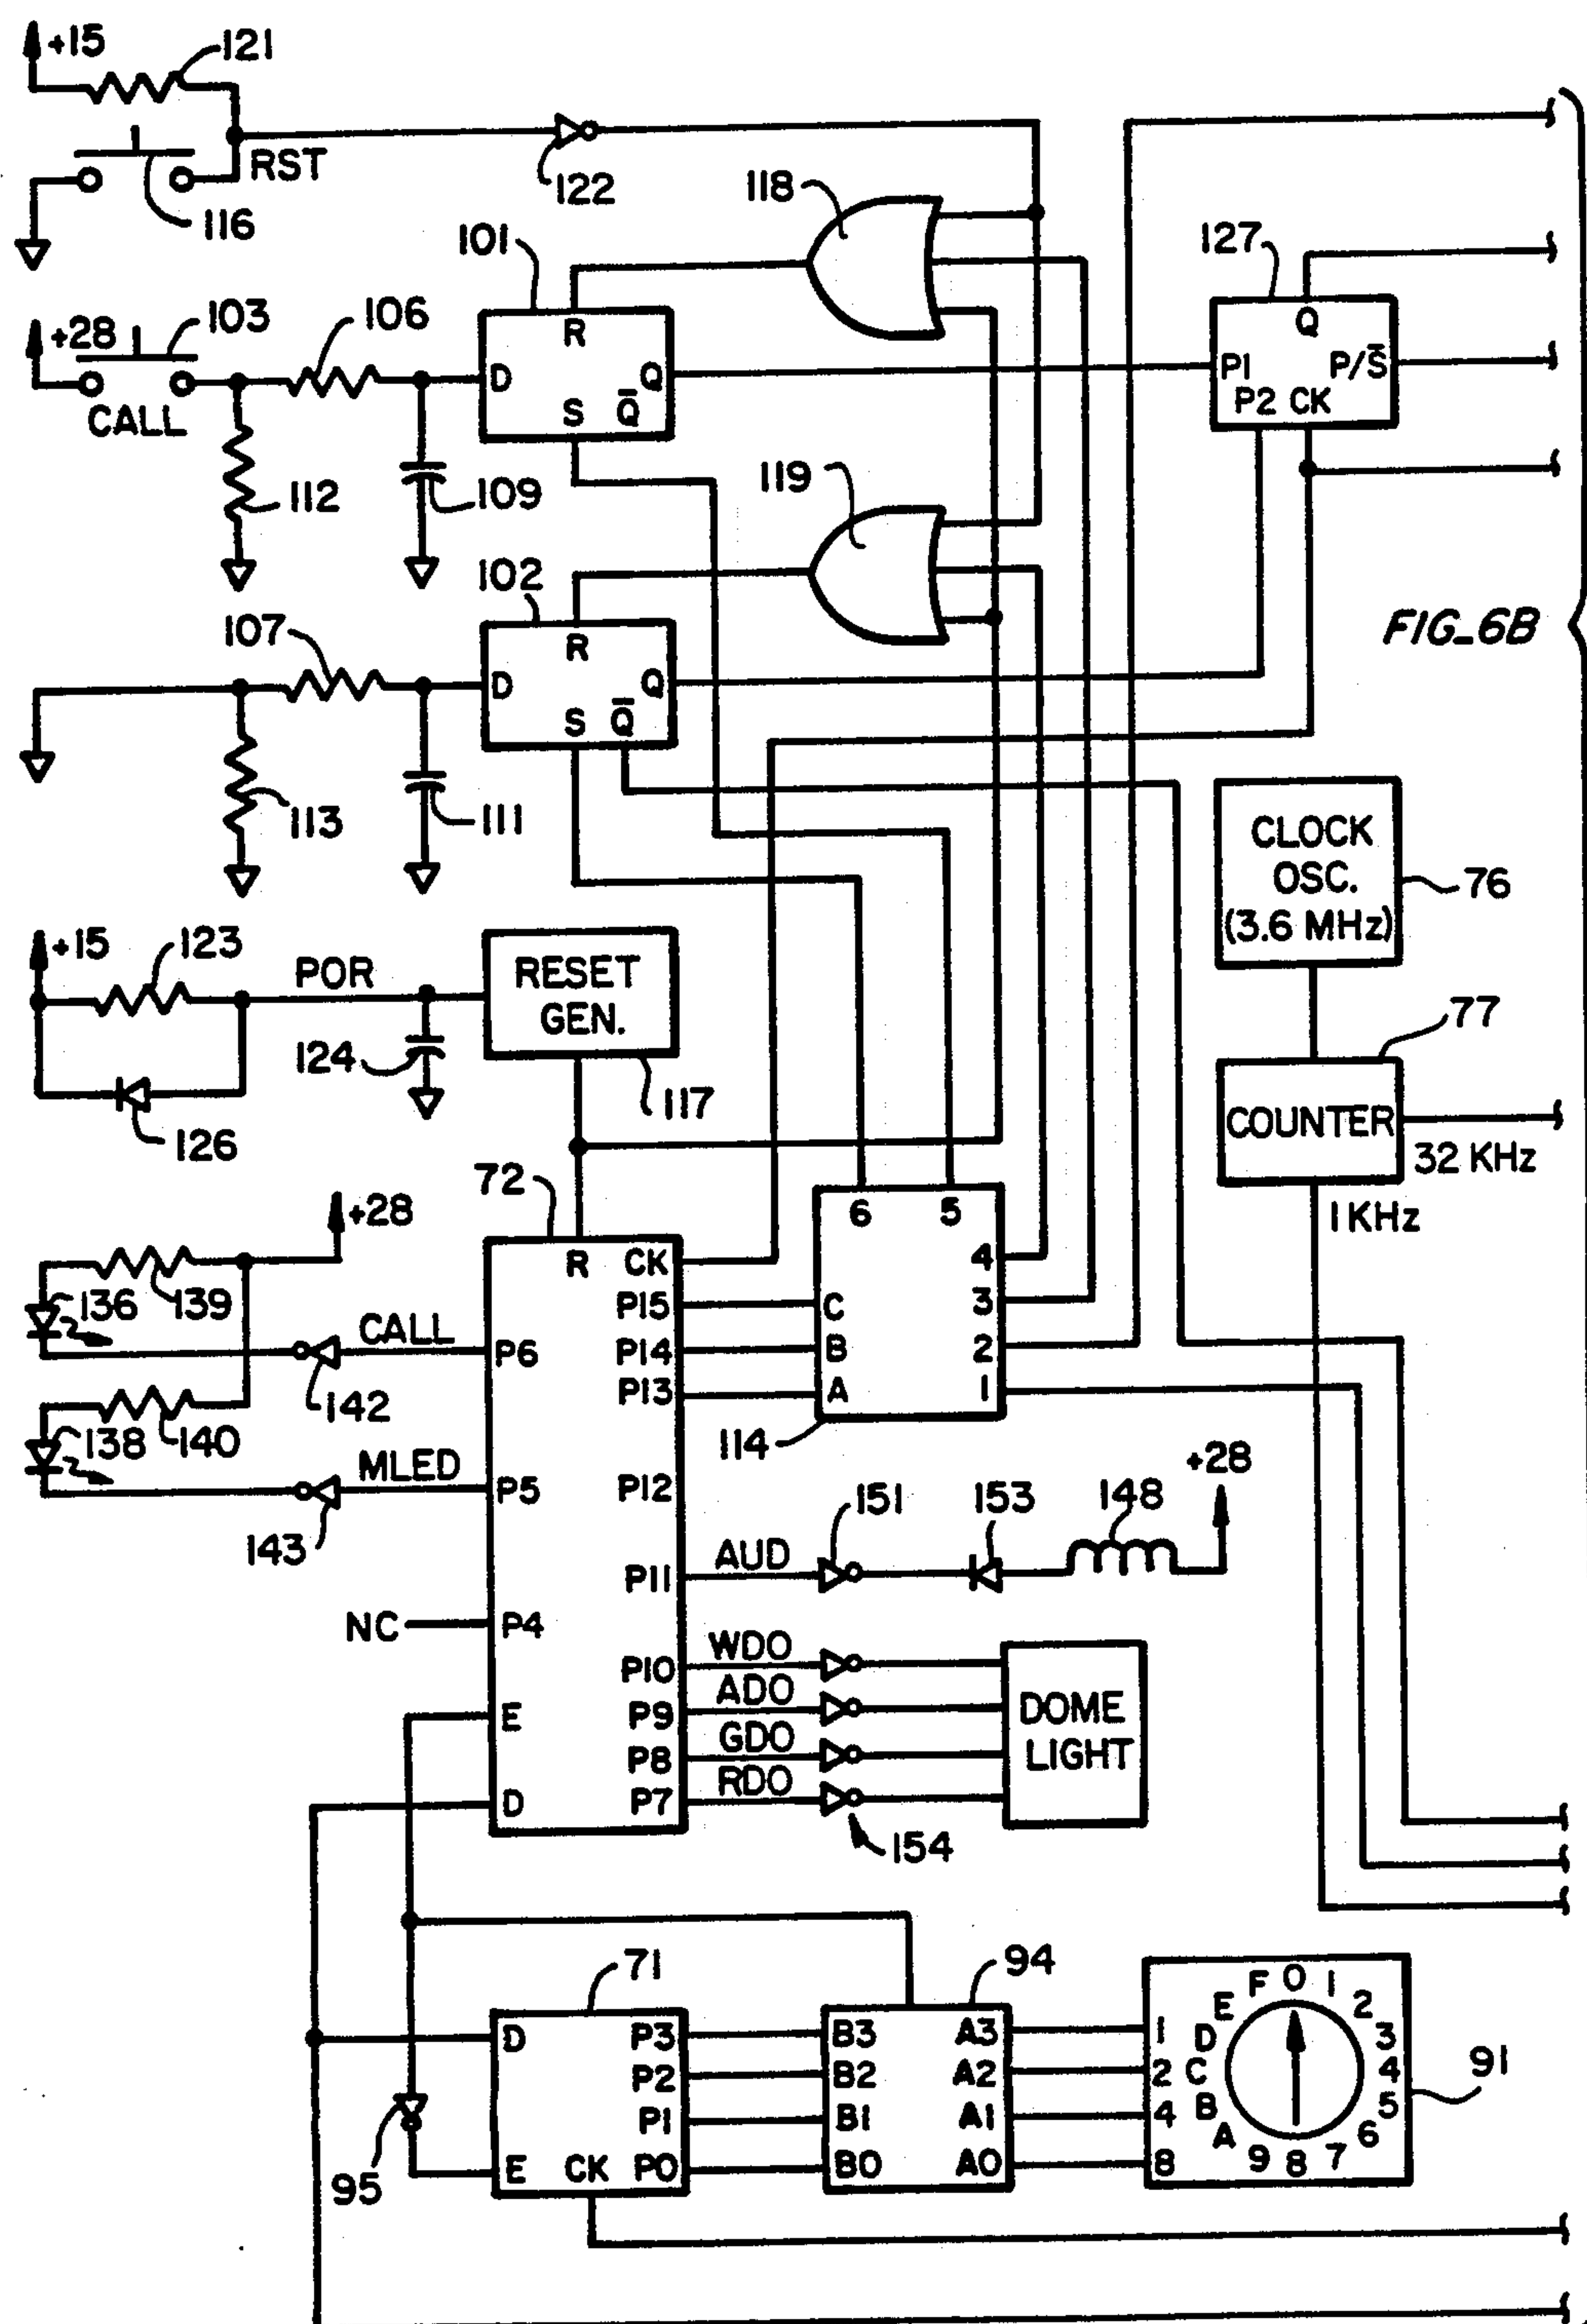 +15
121
RST
116
122
118
101
127
R
Q
+28
103
106
D
Q
P1
P/S̅
CALL
S
Q̅
P2
CK
112
109
119
102
107
R
FIG_6B
D
Q
S
Q̅
113
111
CLOCK
OSC.
(3.6 MHz)
76
+15
123
POR
RESET
GEN.
124
117
126
77
COUNTER
32 KHz
1 KHz
72
+28
R
CK
6
5
4
136
139
P15
C
3
CALL
P6
P14
B
2
P13
A
1
142
138
140
114
MLED
P5
P12
143
151
153
148
+28
AUD
P11
NC
P4
WDO
P10
ADO
E
P9
DOME
GDO
P8
LIGHT
RDO
D
P7
154
71
94
D
P3
B3
A3
1
P2
B2
A2
2
P1
B1
A1
4
E
CK
P0
B0
A0
8
95
F 0 1
E 2
D 3
C 4
B 5
A 6
9 8 7
91